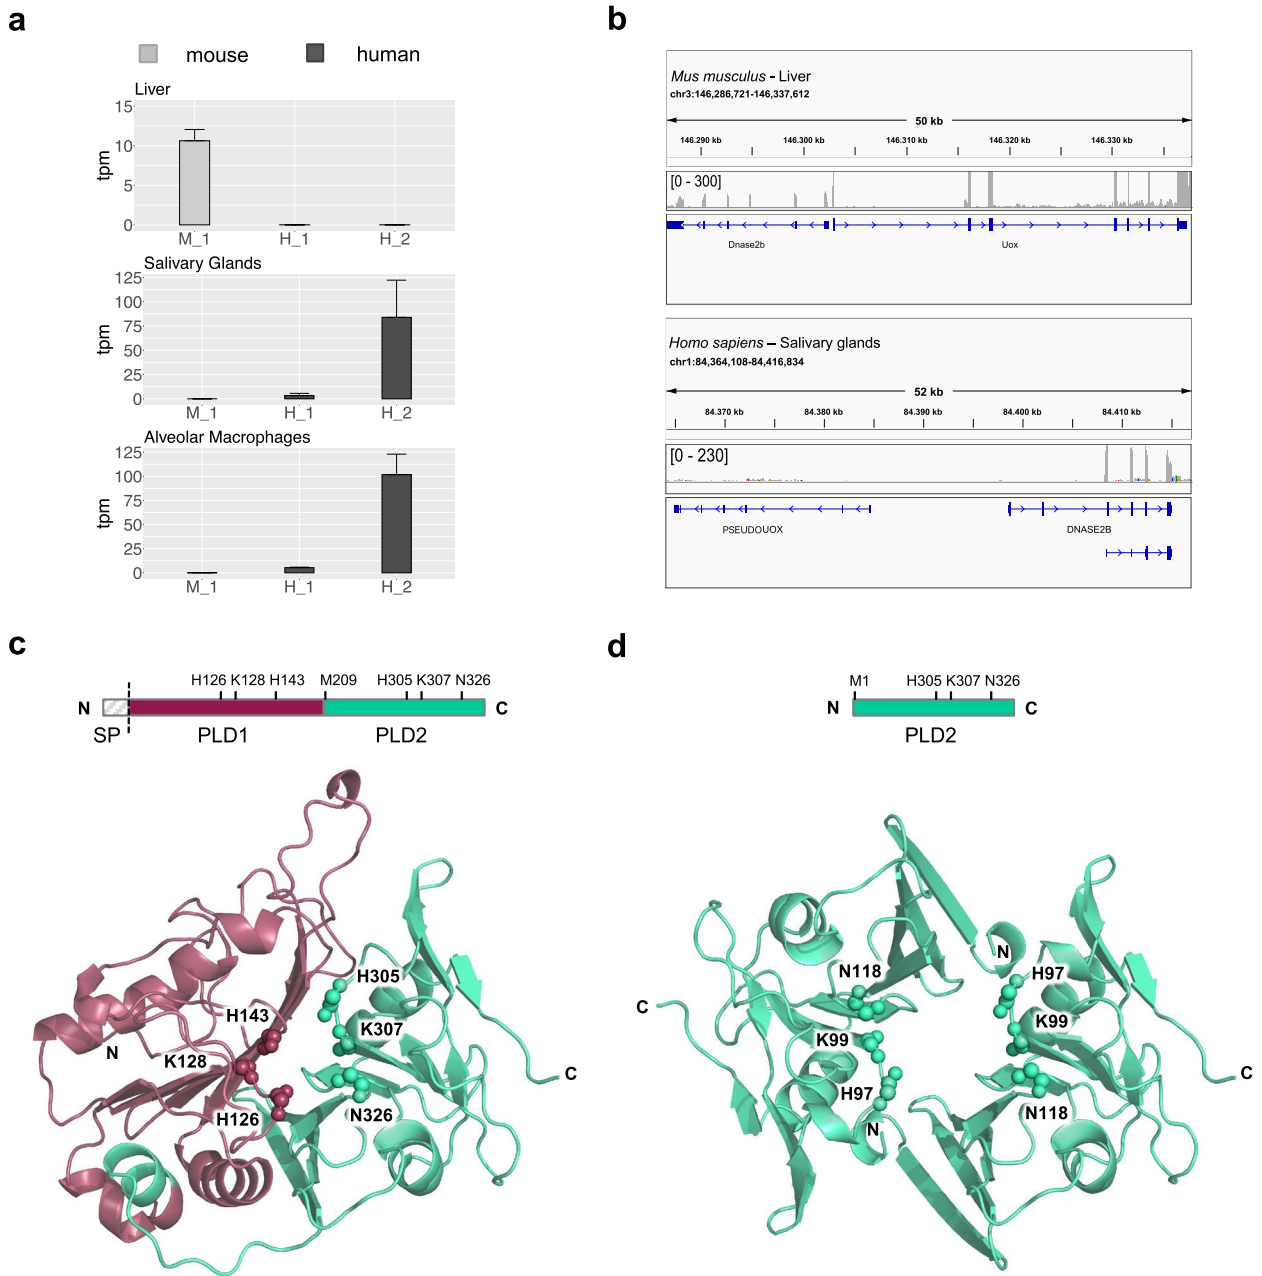 a
mouse human
Liver
15
10
5
0
tpm
M_1 H_1 H_2
Salivary Glands
125
100
75
50
25
0
tpm
M_1 H_1 H_2
Alveolar Macrophages
125
100
75
50
25
0
tpm
M_1 H_1 H_2
b
Mus musculus - Liver
chr3:146,286,721-146,337,612
50 kb
146.290 kb 146.300 kb 146.310 kb 146.320 kb 146.330 kb
[0 - 300]
Dnase2b Uox
Homo sapiens – Salivary glands
chr1:84,364,108-84,416,834
52 kb
84.370 kb 84.380 kb 84.390 kb 84.400 kb 84.410 kb
[0 - 230]
PSEUDOUOX DNASE2B
c
H126 K128 H143 M209 H305 K307 N326
N C
SP PLD1 PLD2
H305
H143
K307
N
K128
C
H126
N326
d
M1 H305 K307 N326
N C
PLD2
N
N118
H97
C
K99
K99
C
H97
N118
N